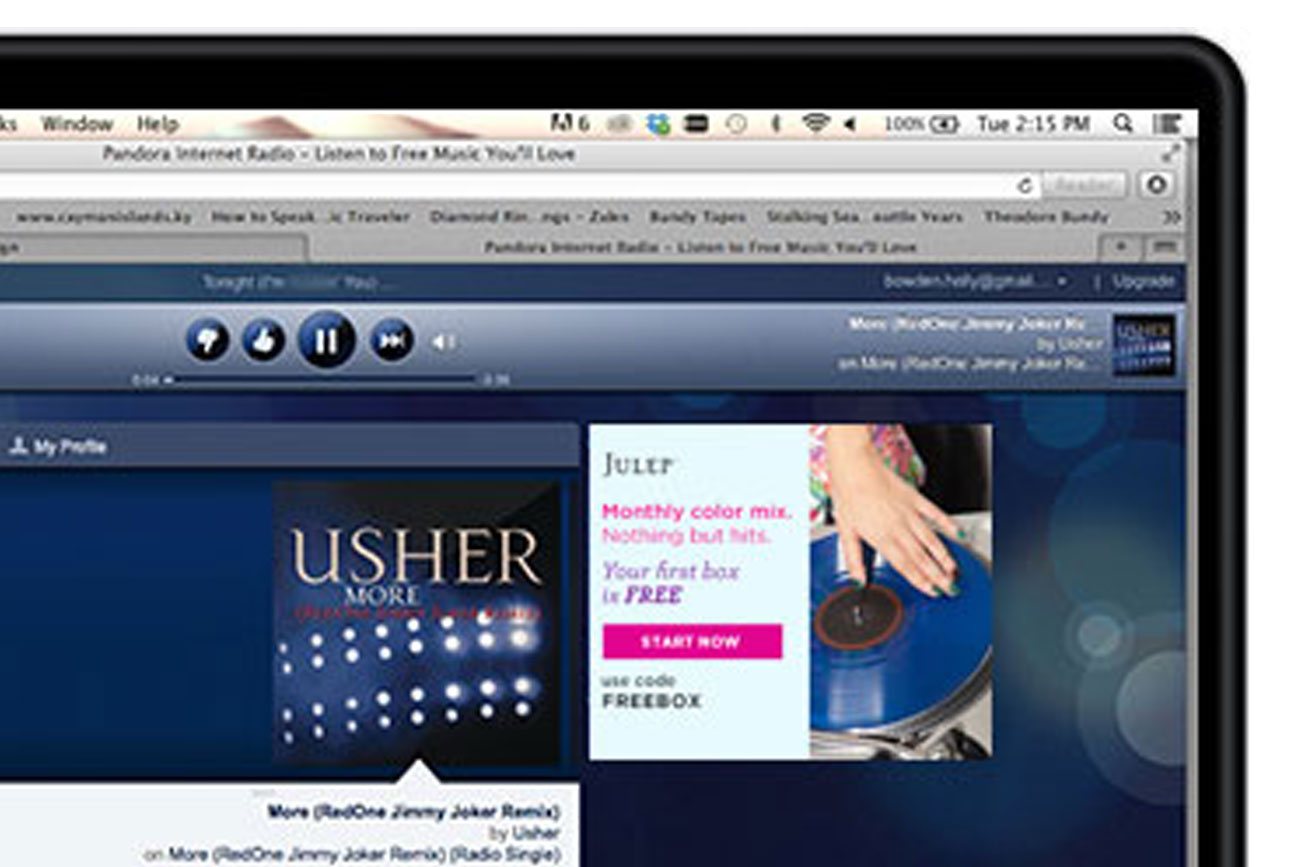 ks Window Help
6 100% Tue 2:15 PM
Pandora Internet Radio - Listen to Free Music You'll Love
Reader
www.caymanislands.ky How to Speak ...ic Traveler Diamond Rin...ngs - Zales Bundy Tapes Stalking Sea...eattle Years Theodore Bundy
Pandora Internet Radio - Listen to Free Music You'll Love
Tonight (I'm You) ...
bowden.holly@gmail... | Upgrade
More (RedOne Jimmy Joker Re...
by Usher
on More (RedOne Jimmy Joker Re...
USHER
0:04
My Profile
USHER
MORE
JULEP
Monthly color mix.
Nothing but hits.
Your first box
is FREE
START NOW
use code
FREEBOX
More (RedOne Jimmy Joker Remix)
by Usher
on More (RedOne Jimmy Joker Remix) (Radio Single)